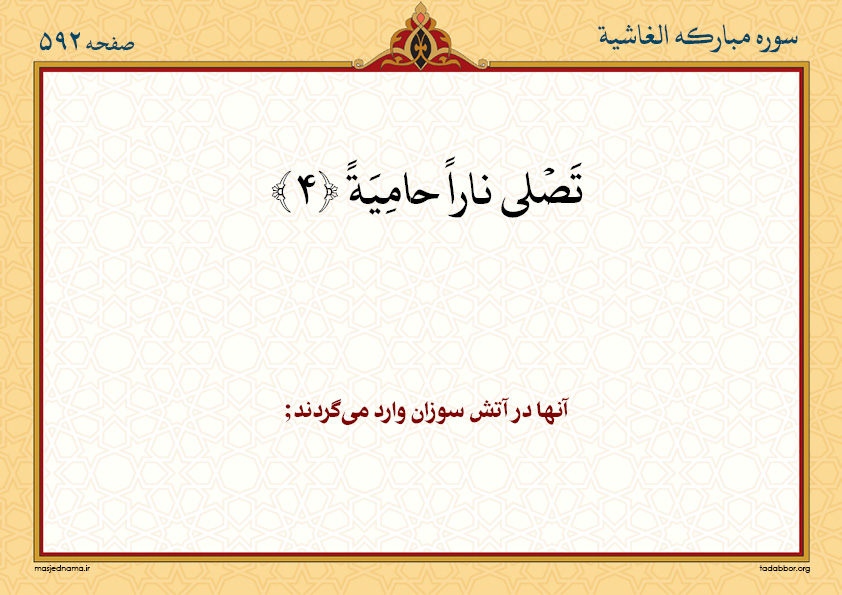 سوره مبارکه الغاشیة
صفحه ۵۹۲
تَصْلى ناراً حامِيَةً ﴿۴﴾
آنها در آتش سوزان وارد می‌گردند;
masjednama.ir
tadabbor.org